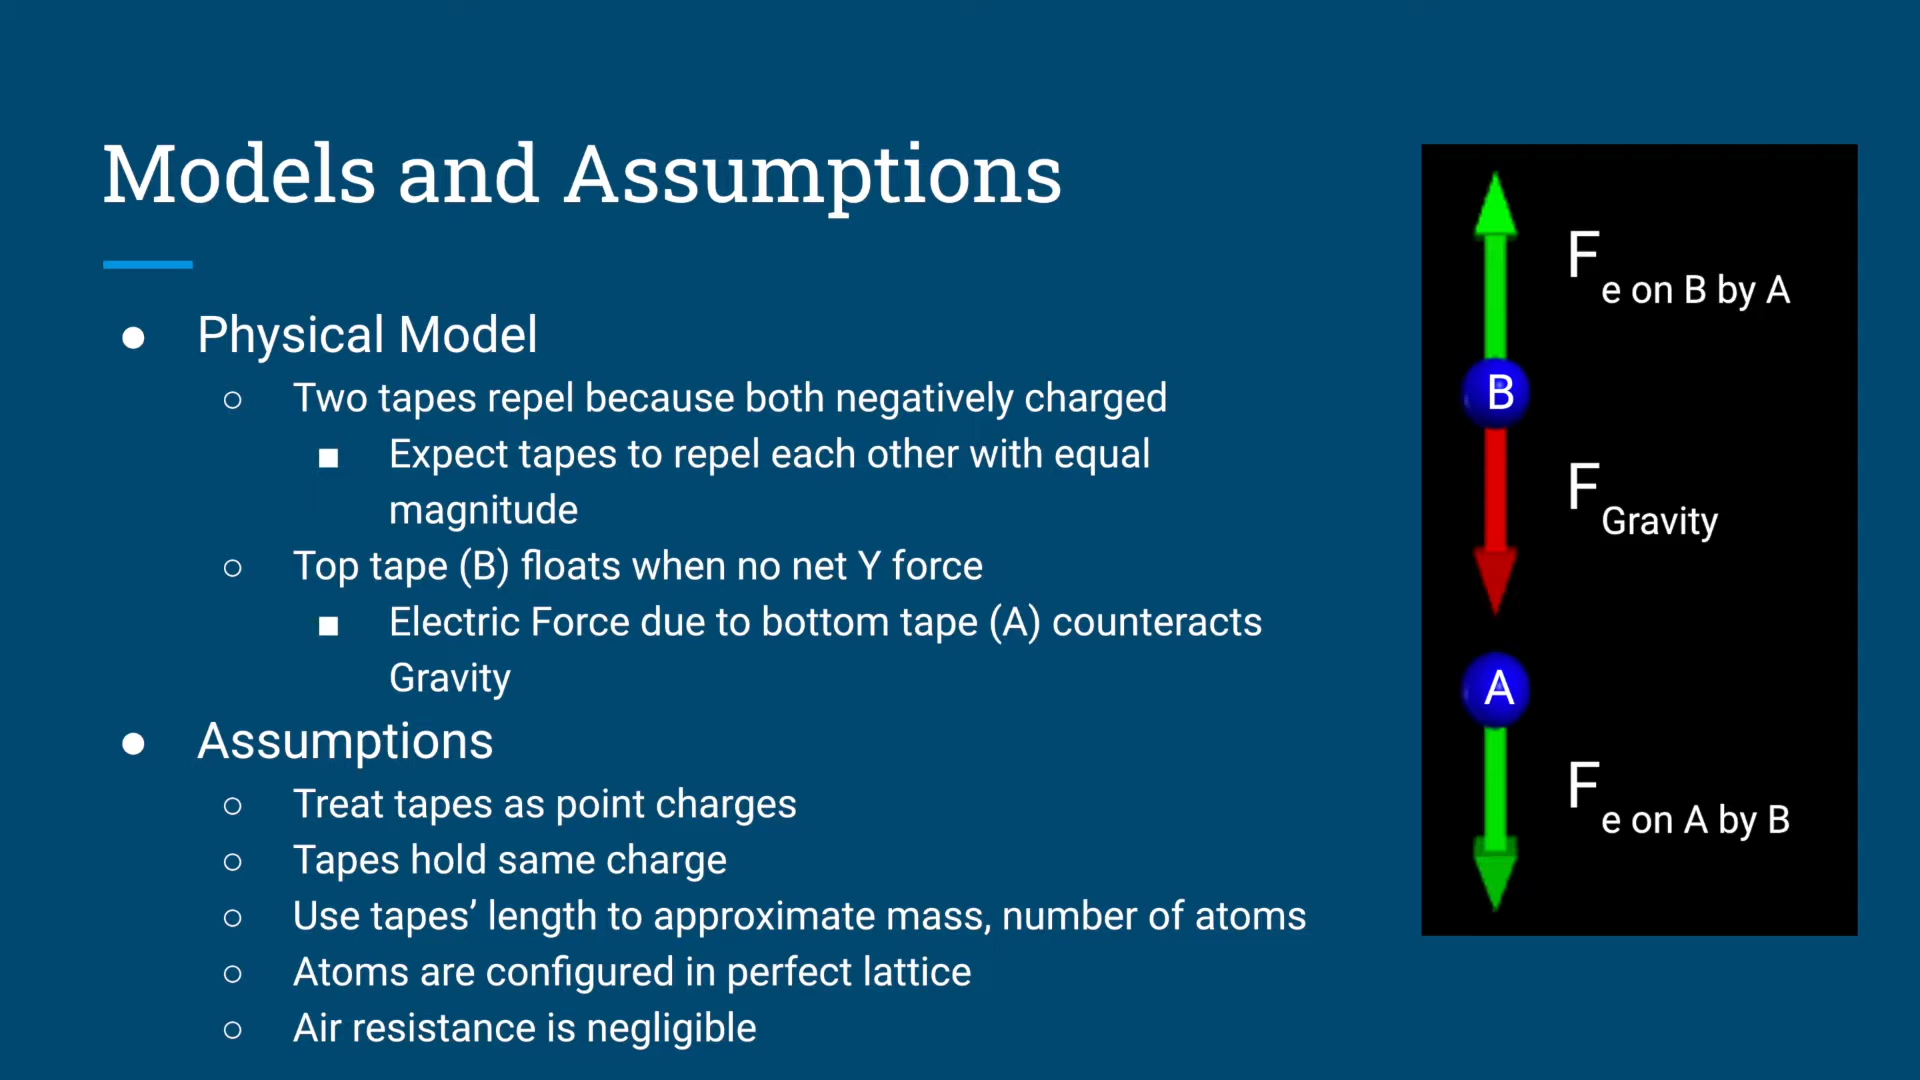 Models and Assumptions
● Physical Model
○ Two tapes repel because both negatively charged
■ Expect tapes to repel each other with equal
magnitude
○ Top tape (B) floats when no net Y force
■ Electric Force due to bottom tape (A) counteracts
Gravity
● Assumptions
○ Treat tapes as point charges
○ Tapes hold same charge
○ Use tapes’ length to approximate mass, number of atoms
○ Atoms are configured in perfect lattice
○ Air resistance is negligible
F e on B by A
B
F Gravity
A
F e on A by B